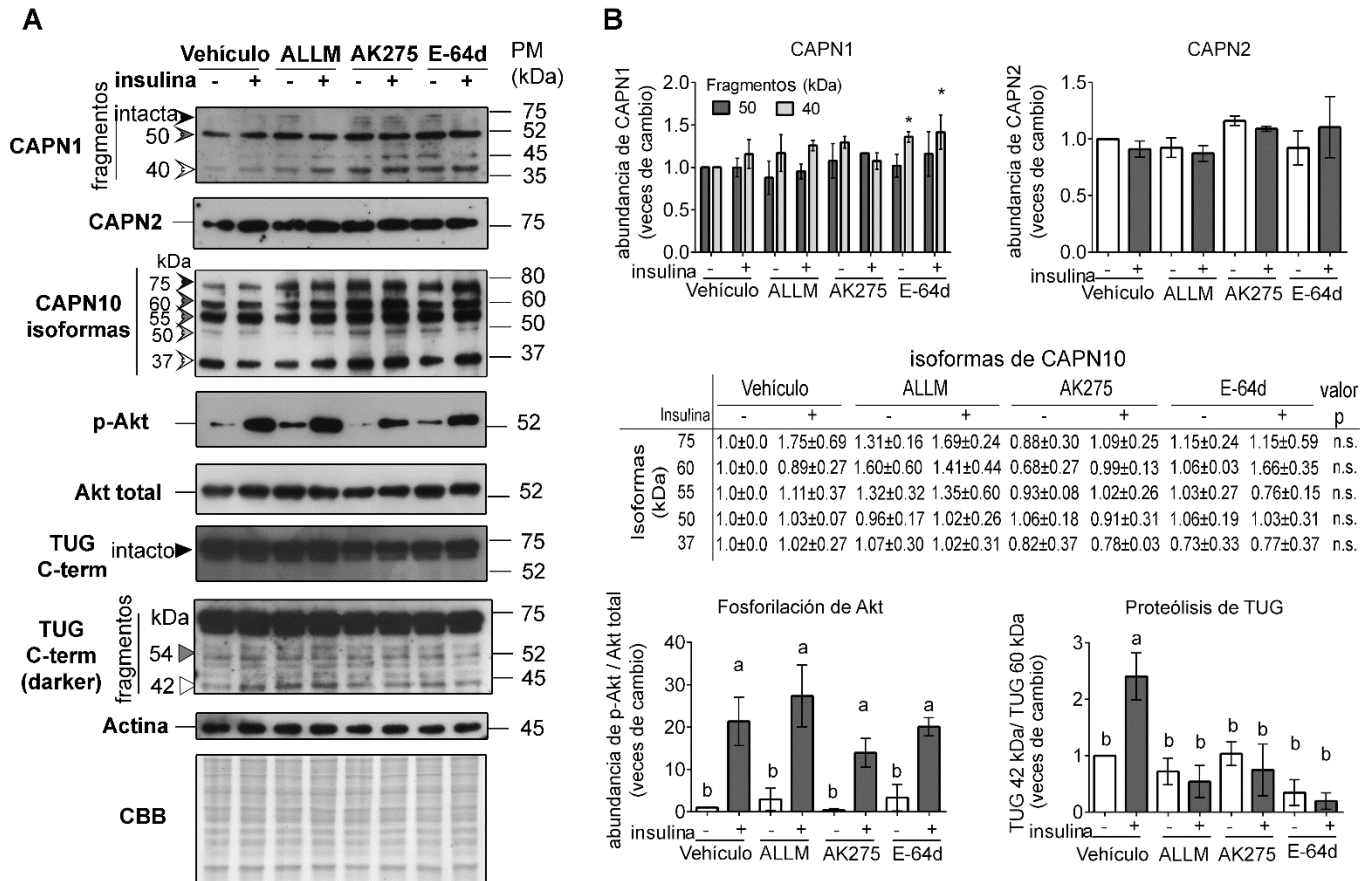 A
Vehículo ALLM AK275 E-64d PM (kDa)
insulina - + - + - + - +
CAPN1 fragmentos intacta 50 40
75
52
45
35
CAPN2 75
kDa
CAPN10 isoformas
75
60
55
50
37
80
60
50
37
p-Akt 52
Akt total 52
TUG C-term intacto
75
52
TUG C-term (darker) fragmentos kDa
54
42
75
52
45
Actina 45
CBB
B
CAPN1
abundancia de CAPN1 (veces de cambio)
Fragmentos (kDa)
50 40
2.0
1.5
1.0
0.5
0.0
* *
insulina - + - + - + - +
Vehículo ALLM AK275 E-64d
CAPN2
abundancia de CAPN2 (veces de cambio)
1.5
1.0
0.5
0.0
insulina - + - + - + - +
Vehículo ALLM AK275 E-64d
isoformas de CAPN10
Vehículo ALLM AK275 E-64d valor p
Insulina - + - + - + - +
Isoformas (kDa)
75 1.0±0.0 1.75±0.69 1.31±0.16 1.69±0.24 0.88±0.30 1.09±0.25 1.15±0.24 1.15±0.59 n.s.
60 1.0±0.0 0.89±0.27 1.60±0.60 1.41±0.44 0.68±0.27 0.99±0.13 1.06±0.03 1.66±0.35 n.s.
55 1.0±0.0 1.11±0.37 1.32±0.32 1.35±0.60 0.93±0.08 1.02±0.26 1.03±0.27 0.76±0.15 n.s.
50 1.0±0.0 1.03±0.07 0.96±0.17 1.02±0.26 1.06±0.18 0.91±0.31 1.06±0.19 1.03±0.31 n.s.
37 1.0±0.0 1.02±0.27 1.07±0.30 1.02±0.31 0.82±0.37 0.78±0.03 0.73±0.33 0.77±0.37 n.s.
Fosforilación de Akt
abundancia de p-Akt / Akt total (veces de cambio)
40
30
20
10
0
b a b a b a b a
insulina - + - + - + - +
Vehículo ALLM AK275 E-64d
Proteólisis de TUG
TUG 42 kDa/ TUG 60 kDa (veces de cambio)
3
2
1
0
b a b b b b b b
insulina - + - + - + - +
Vehículo ALLM AK275 E-64d